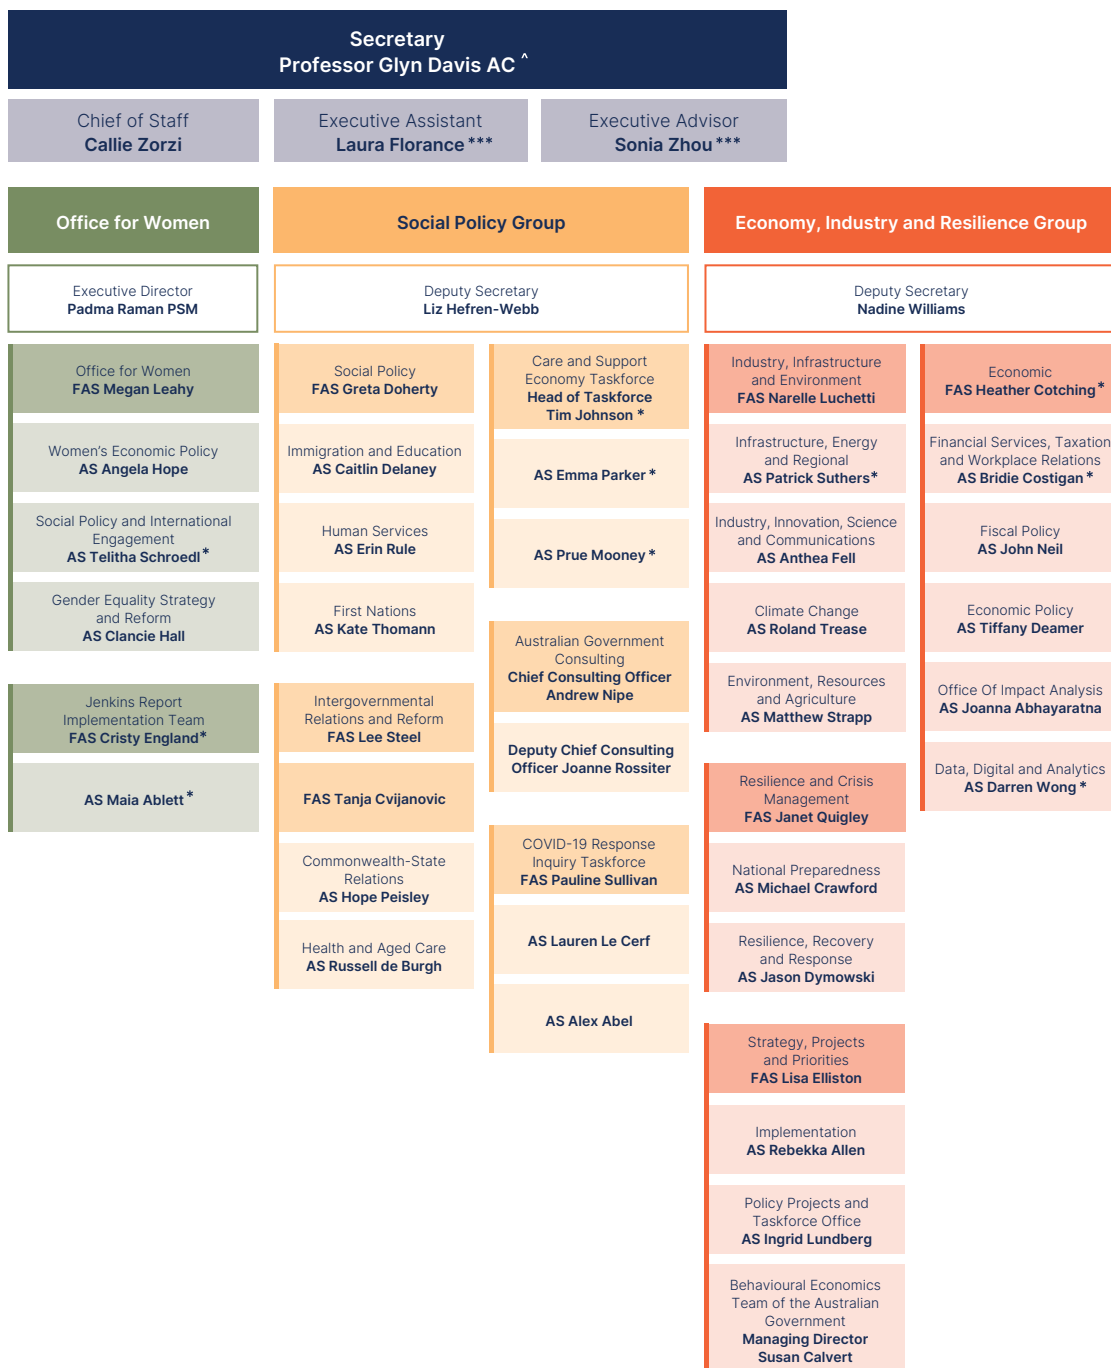 Secretary
Professor Glyn Davis AC ^
Chief of Staff
Callie Zorzi
Executive Assistant
Laura Florance ***
Executive Advisor
Sonia Zhou ***
Office for Women
Executive Director
Padma Raman PSM
Office for Women
FAS Megan Leahy
Women's Economic Policy
AS Angela Hope
Social Policy and International
Engagement
AS Telitha Schroedl *
Gender Equality Strategy
and Reform
AS Clancie Hall
Jenkins Report
Implementation Team
FAS Cristy England *
AS Maia Ablett *
Social Policy Group
Deputy Secretary
Liz Hefren-Webb
Social Policy
FAS Greta Doherty
Immigration and Education
AS Caitlin Delaney
Human Services
AS Erin Rule
First Nations
AS Kate Thomann
Intergovernmental
Relations and Reform
FAS Lee Steel
FAS Tanja Cvijanovic
Commonwealth-State
Relations
AS Hope Peisley
Health and Aged Care
AS Russell de Burgh
Care and Support
Economy Taskforce
Head of Taskforce
Tim Johnson *
AS Emma Parker *
AS Prue Mooney *
Australian Government
Consulting
Chief Consulting Officer
Andrew Nipe
Deputy Chief Consulting
Officer Joanne Rossiter
COVID-19 Response
Inquiry Taskforce
FAS Pauline Sullivan
AS Lauren Le Cerf
AS Alex Abel
Economy, Industry and Resilience Group
Deputy Secretary
Nadine Williams
Industry, Infrastructure
and Environment
FAS Narelle Luchetti
Infrastructure, Energy
and Regional
AS Patrick Suthers *
Industry, Innovation, Science
and Communications
AS Anthea Fell
Climate Change
AS Roland Trease
Environment, Resources
and Agriculture
AS Matthew Strapp
Resilience and Crisis
Management
FAS Janet Quigley
National Preparedness
AS Michael Crawford
Resilience, Recovery
and Response
AS Jason Dymowski
Strategy, Projects
and Priorities
FAS Lisa Elliston
Implementation
AS Rebekka Allen
Policy Projects and
Taskforce Office
AS Ingrid Lundberg
Behavioural Economics
Team of the Australian
Government
Managing Director
Susan Calvert
Economic
FAS Heather Cotching *
Financial Services, Taxation
and Workplace Relations
AS Bridie Costigan *
Fiscal Policy
AS John Neil
Economic Policy
AS Tiffany Deamer
Office Of Impact Analysis
AS Joanna Abhayaratna
Data, Digital and Analytics
AS Darren Wong *